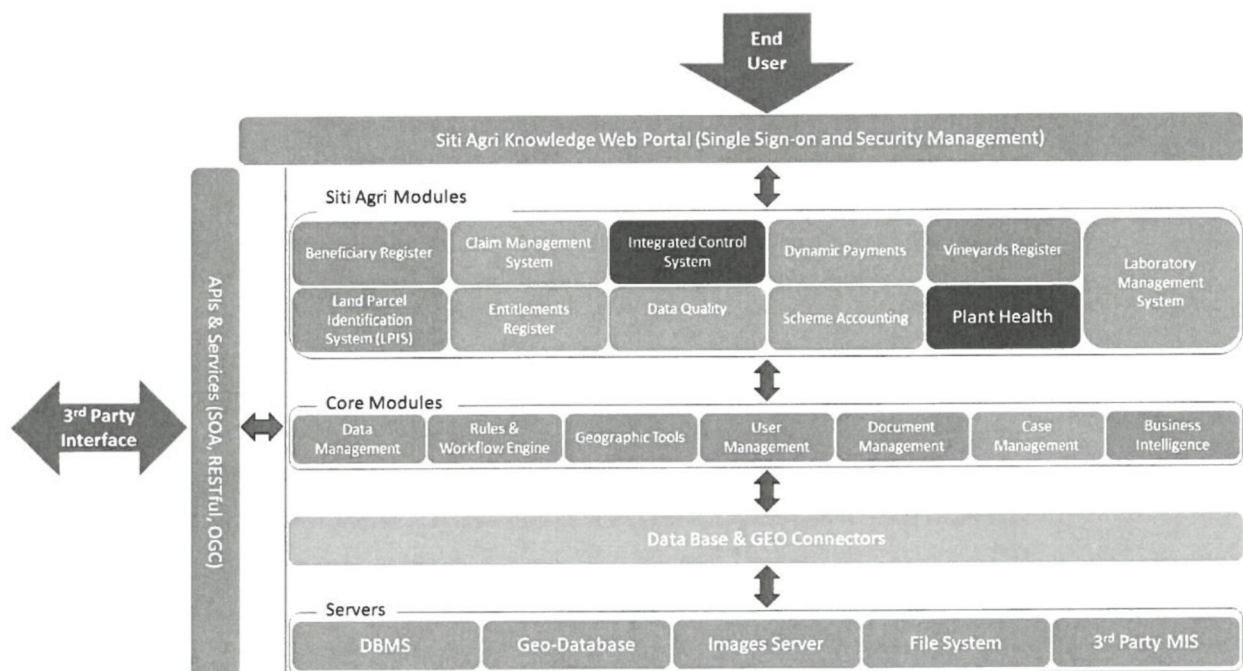 End
User
Siti Agri Knowledge Web Portal (Single Sign-on and Security Management)
Siti Agri Modules
Beneficiary Register
Claim Management
System
Integrated Control
System
Dynamic Payments
Vineyards Register
Laboratory
Management
System
Land Parcel
Identification
System (LPIS)
Entitlements
Register
Data Quality
Scheme Accounting
Plant Health
APIs & Services (SOA, RESTful, OGC)
3rd Party
Interface
Core Modules
Data
Management
Rules &
Workflow Engine
Geographic Tools
User
Management
Document
Management
Case
Management
Business
Intelligence
Data Base & GEO Connectors
Servers
DBMS
Geo-Database
Images Server
File System
3rd Party MIS